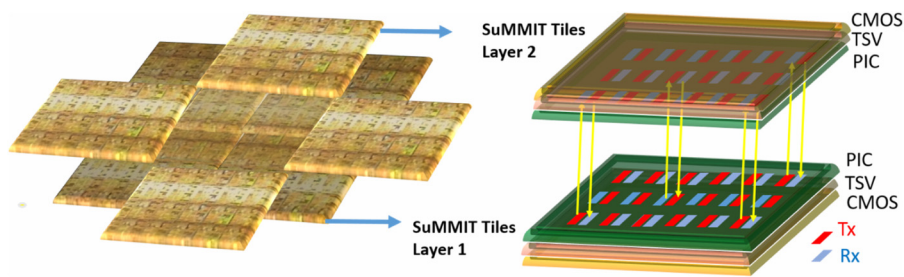 SuMMIT Tiles
Layer 2
CMOS
TSV
PIC
PIC
TSV
CMOS
SuMMIT Tiles
Layer 1
Tx
Rx